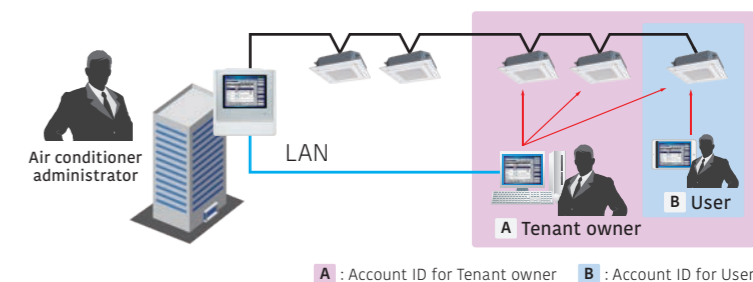 Air conditioner
administrator
LAN
A Tenant owner
B User
A : Account ID for Tenant owner B : Account ID for User